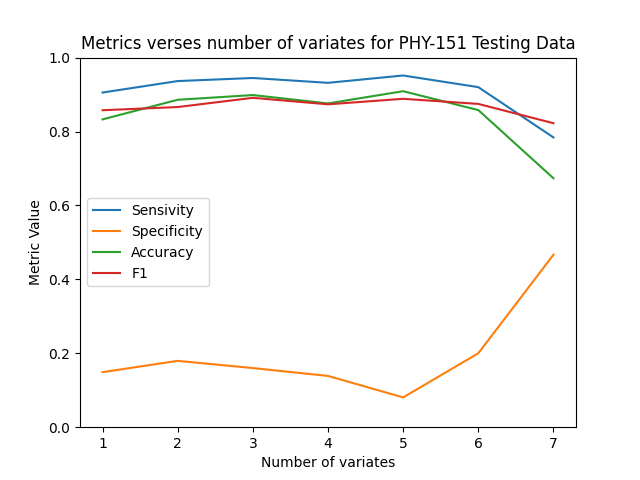 Metrics verses number of variates for PHY-151 Testing Data
1.0
0.8
0.6
0.4
0.2
0.0
Metric Value
Sensivity
Specificity
Accuracy
F1
1 2 3 4 5 6 7
Number of variates